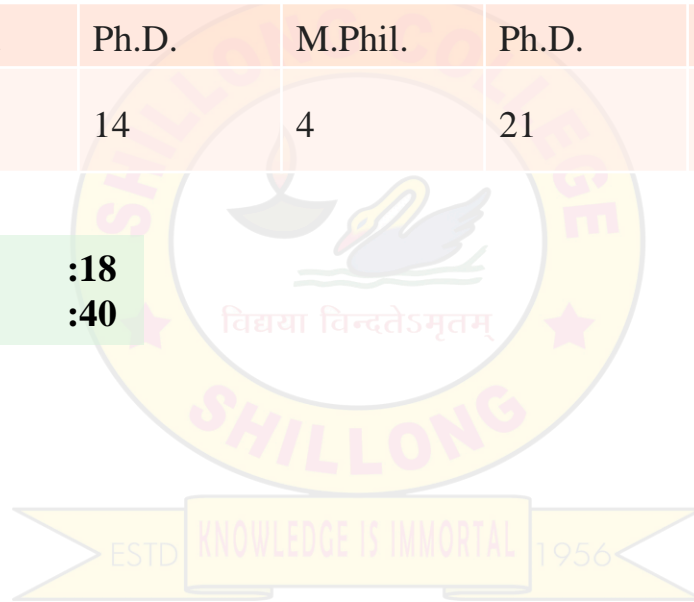 Ph.D. M.Phil. Ph.D.
14 4 21
:18
:40
SHILLONG COLLEGE
विद्यया विन्दतेऽमृतम्
SHILLONG
ESTD KNOWLEDGE IS IMMORTAL 1956